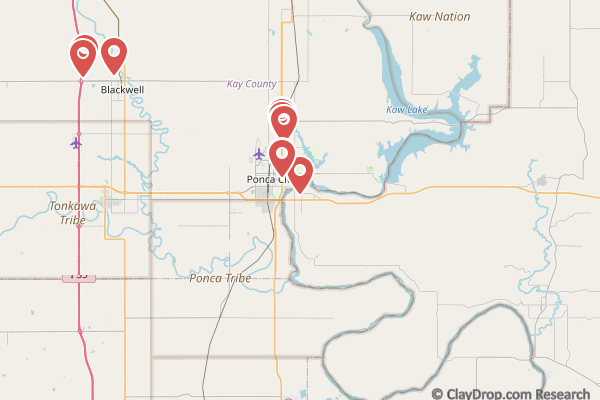 Kaw Nation
Kay County
Blackwell
Kaw Lake
Ponca Ci
Tonkawa
Tribe
Ponca Tribe
© ClayDrop.com Research